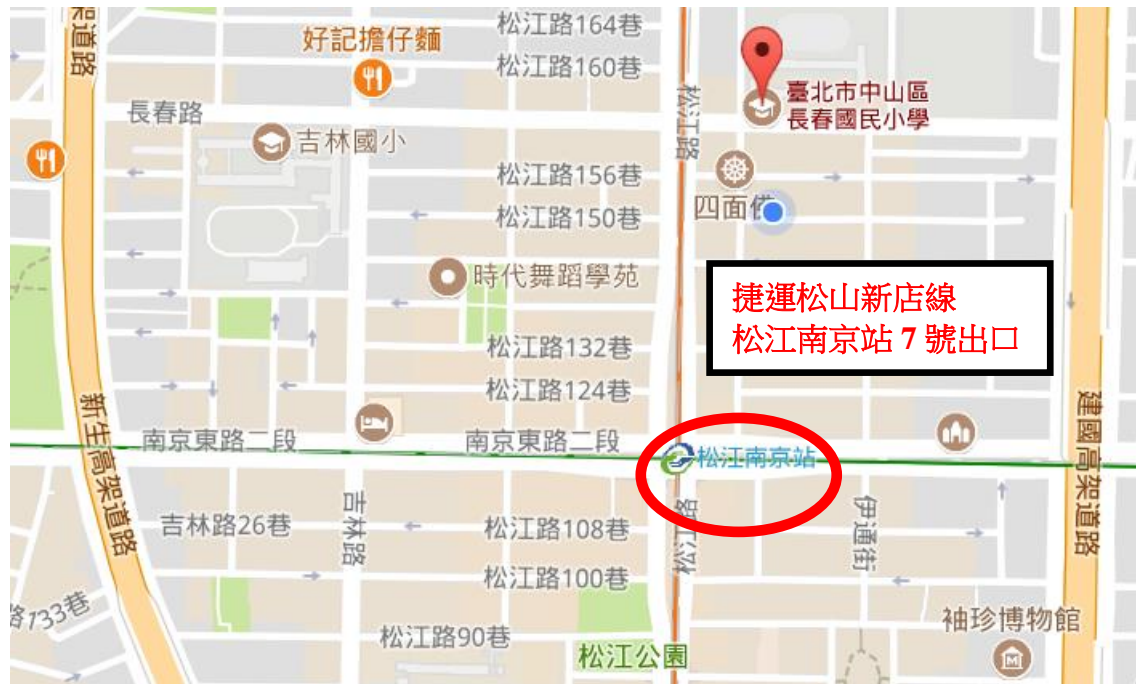 松江路164巷
好記擔仔麵
松江路160巷
松江路
臺北市中山區
長春國民小學
長春路
吉林國小
松江路156巷
松江路150巷
四面佛
時代舞蹈學苑
捷運松山新店線
松江南京站 7 號出口
松江路132巷
松江路124巷
新生高架道路
建國高架道路
南京東路二段
南京東路二段
松江南京站
吉林路26巷
吉林路
松江路108巷
松江路
伊通街
松江路100巷
路133巷
松江路90巷
松江公園
袖珍博物館